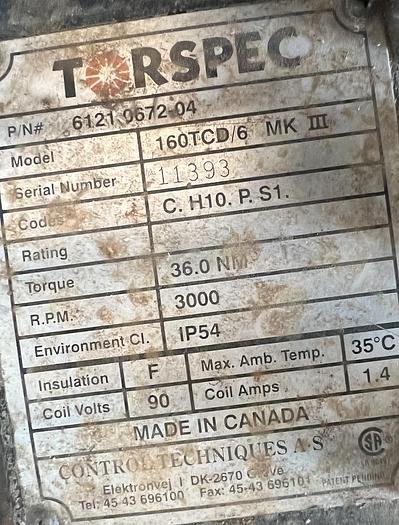 TORSPEC
P/N# 6121 0672-04
Model 160TCD/6 MK III
Serial Number 11393
Codes C. H10. P. S1.
Rating
Torque 36.0 NM
R.P.M. 3000
Environment Cl. IP54
Insulation F Max. Amb. Temp. 35°C
Coil Volts 90 Coil Amps 1.4
MADE IN CANADA
CONTROL TECHNIQUES A·S
Elektronvej 1 DK-2670
Tel: 45-43 696100 Fax: 45-43 696101 PATENT PENDING